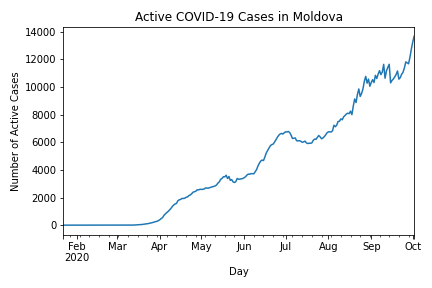 Active COVID-19 Cases in Moldova
Number of Active Cases
14000
12000
10000
8000
6000
4000
2000
0
Feb Mar Apr May Jun Jul Aug Sep Oct
2020
Day